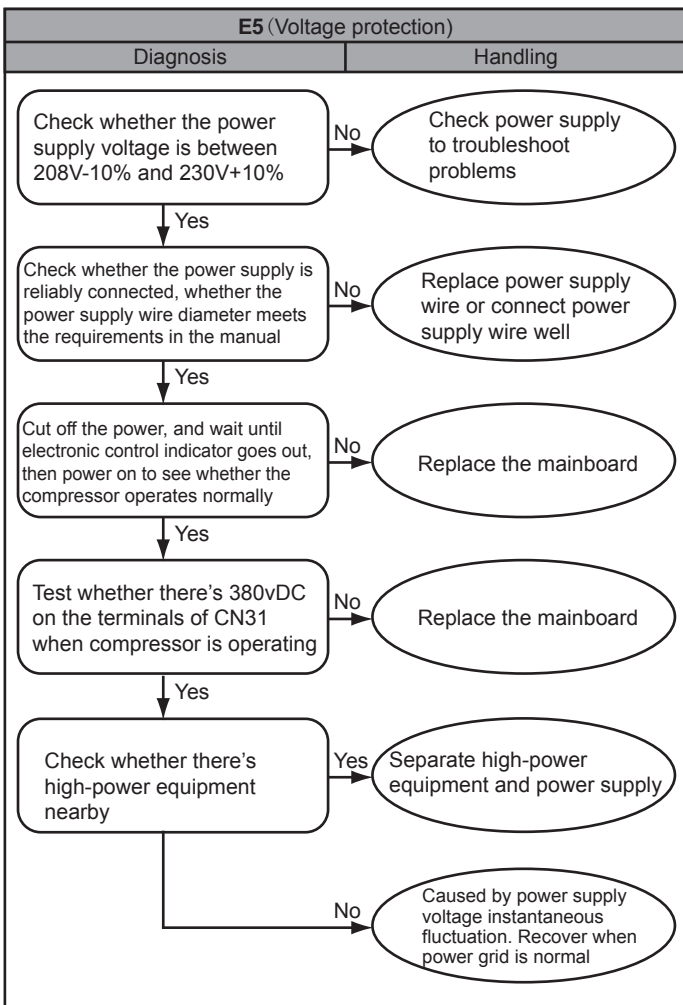 E5（Voltage protection)
Diagnosis
Handling
Check whether the power
supply voltage is between
208V-10% and 230V+10%
No
Check power supply
to troubleshoot
problems
Yes
Check whether the power supply is
reliably connected, whether the
power supply wire diameter meets
the requirements in the manual
No
Replace power supply
wire or connect power
supply wire well
Yes
Cut off the power, and wait until
electronic control indicator goes out,
then power on to see whether the
compressor operates normally
No
Replace the mainboard
Yes
Test whether there's 380vDC
on the terminals of CN31
when compressor is operating
No
Replace the mainboard
Yes
Check whether there's
high-power equipment
nearby
Yes
Separate high-power
equipment and power supply
No
Caused by power supply
voltage instantaneous
fluctuation. Recover when
power grid is normal